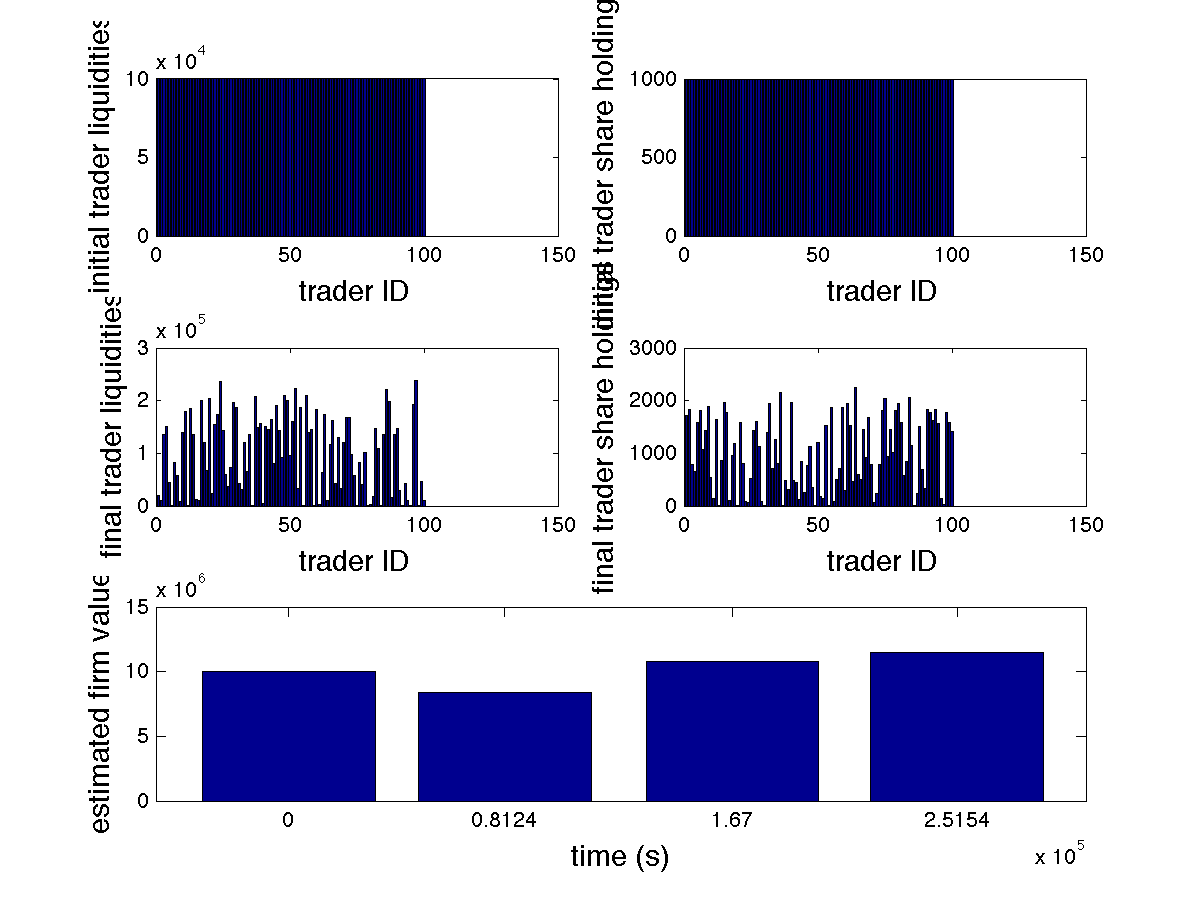 x 10^4
initial trader liquidities
10
5
0
0 50 100 150
trader ID
trader share holding
1000
500
0
0 50 100 150
trader ID
x 10^5
final trader liquidities
3
2
1
0
0 50 100 150
trader ID
final trader share holdings
3000
2000
1000
0
0 50 100 150
trader ID
x 10^6
estimated firm value
15
10
5
0
0 0.8124 1.67 2.5154
time (s)
x 10^5